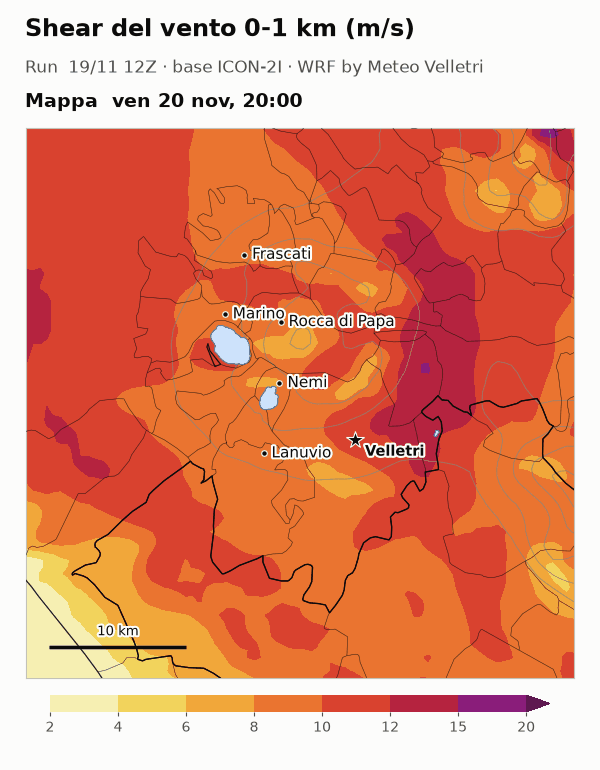 Shear del vento 0-1 km (m/s)
Run  19/11 12Z · base ICON-2I · WRF by Meteo Velletri
Mappa  ven 20 nov, 20:00
Frascati
Marino
Rocca di Papa
Nemi
Velletri
Lanuvio
10 km
2 4 6 8 10 12 15 20